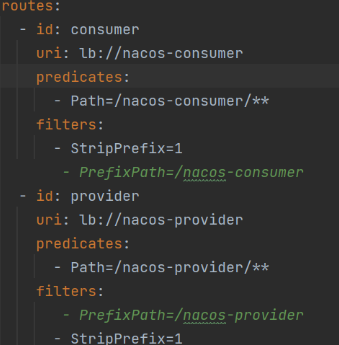 routes:
  - id: consumer
    uri: lb://nacos-consumer
    predicates:
      - Path=/nacos-consumer/**
    filters:
      - StripPrefix=1
       - PrefixPath=/nacos-consumer
  - id: provider
    uri: lb://nacos-provider
    predicates:
      - Path=/nacos-provider/**
    filters:
      - PrefixPath=/nacos-provider
      - StripPrefix=1